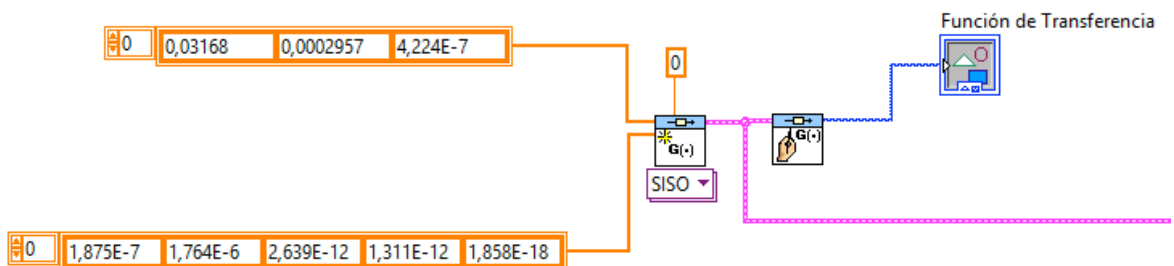 Función de Transferencia
0 0,03168 0,0002957 4,224E-7
0
G(·)
G(·)
SISO
0 1,875E-7 1,764E-6 2,639E-12 1,311E-12 1,858E-18